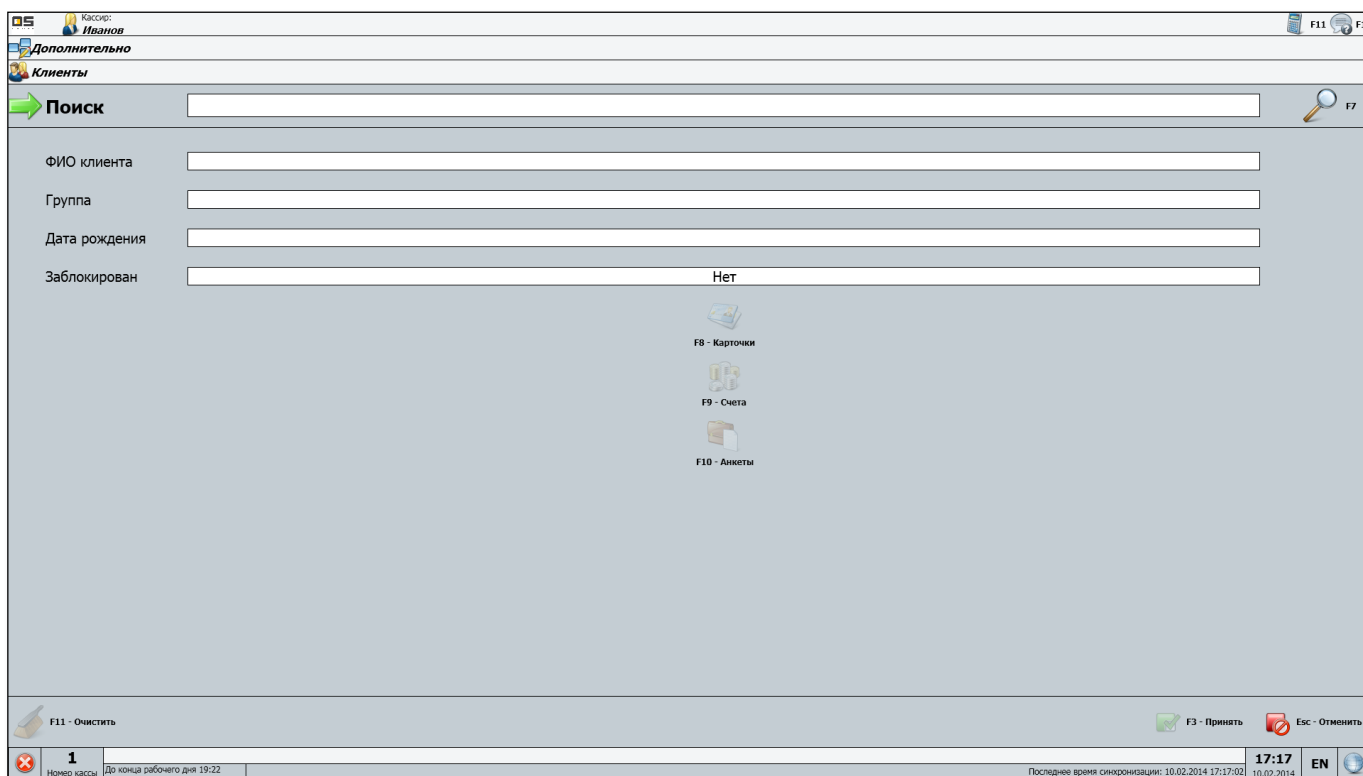 QS
Кассир:
Иванов
F11
Дополнительно
Клиенты
Поиск
F7
ФИО клиента
Группа
Дата рождения
Заблокирован
Нет
F8 - Карточки
F9 - Счета
F10 - Анкеты
F11 - Очистить
F3 - Принять
Esc - Отменить
1
Номер кассы
До конца рабочего дня 19:22
Последнее время синхронизации: 10.02.2014 17:17:02
17:17
10.02.2014
EN